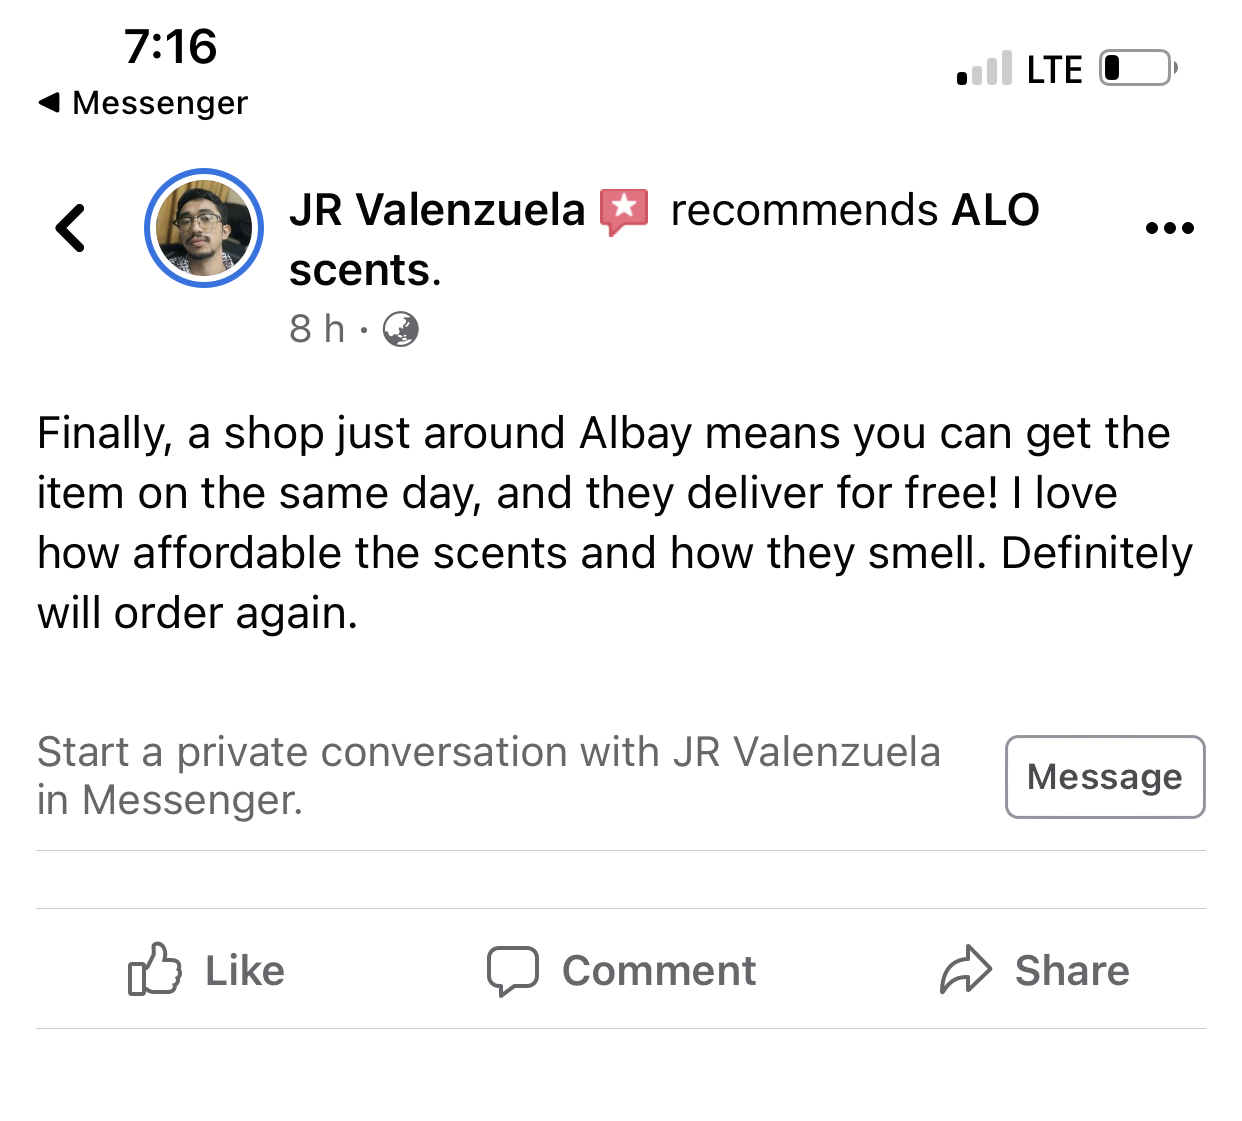 7:16
LTE
Messenger
JR Valenzuela recommends ALO
scents.
8 h ·
Finally, a shop just around Albay means you can get the
item on the same day, and they deliver for free! I love
how affordable the scents and how they smell. Definitely
will order again.
Start a private conversation with JR Valenzuela
in Messenger.
Message
Like
Comment
Share